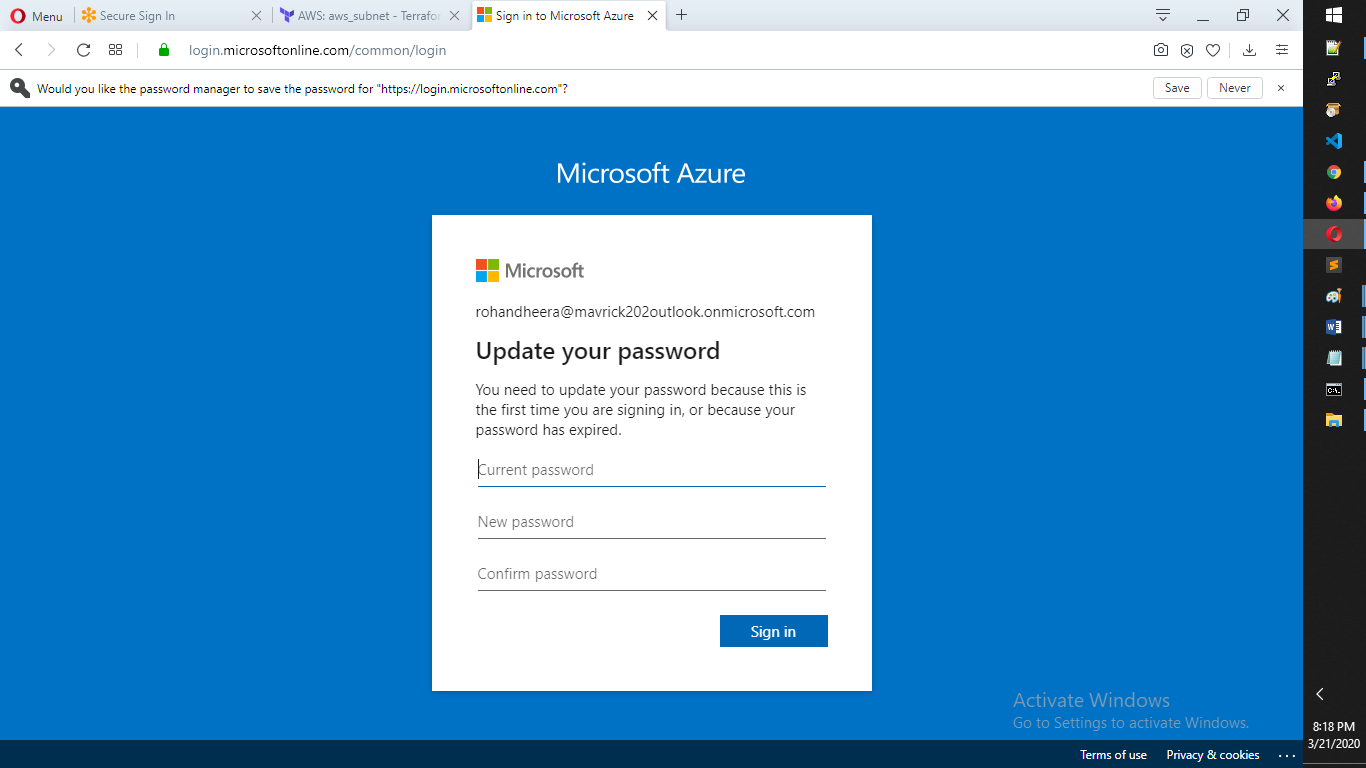 Menu
Secure Sign In
AWS: aws_subnet - Terrafor
Sign in to Microsoft Azure
login.microsoftonline.com/common/login
Would you like the password manager to save the password for "https://login.microsoftonline.com"?
Save
Never
Microsoft Azure
Microsoft
rohandheera@mavrick202outlook.onmicrosoft.com
Update your password
You need to update your password because this is
the first time you are signing in, or because your
password has expired.
Current password
New password
Confirm password
Sign in
Activate Windows
Go to Settings to activate Windows.
Terms of use
Privacy & cookies
...
8:18 PM
3/21/2020